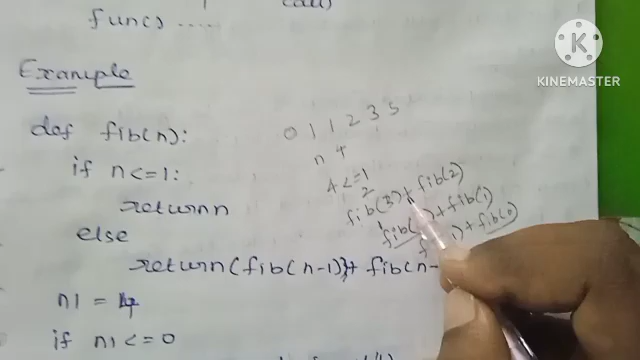 func) .....
call)
K
KINEMASTER
Example
def fib(n):
0 1 1 2 3 5
if n<=1:
n 4
4<=1
return n
2
fib(3)+fib(2)
else
fib( )+fib(1)
+fib(0)
return(fib(n-1)}+fib(n-
n1 = 4
if n1<=0